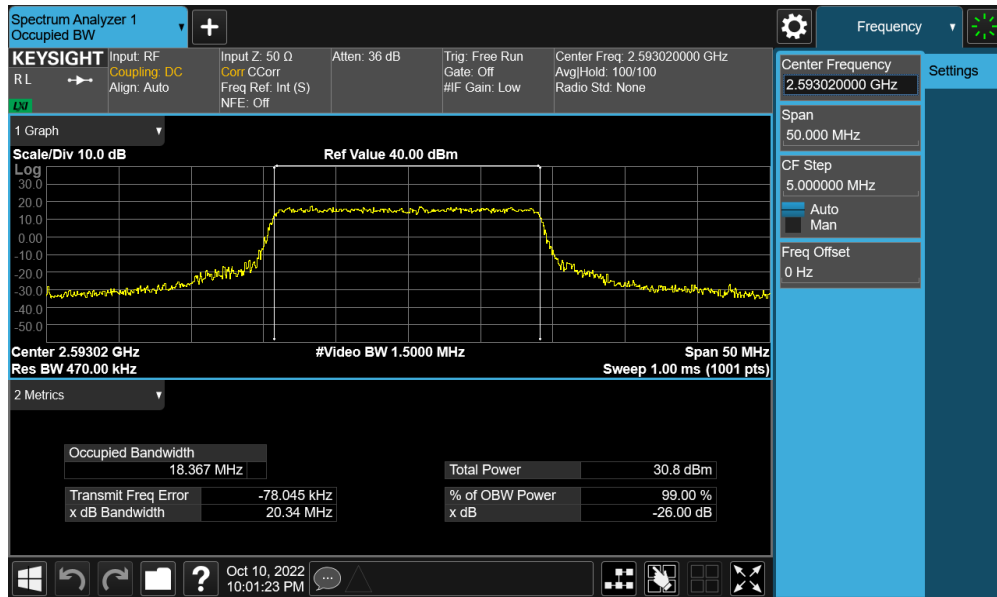 Spectrum Analyzer 1
Occupied BW
Frequency
KEYSIGHT
R L
LXI
Input: RF
Coupling: DC
Align: Auto
Input Z: 50 Ω
Corr CCorr
Freq Ref: Int (S)
NFE: Off
Atten: 36 dB
Trig: Free Run
Gate: Off
#IF Gain: Low
Center Freq: 2.593020000 GHz
Avg|Hold: 100/100
Radio Std: None
Center Frequency
2.593020000 GHz
Settings
Span
50.000 MHz
CF Step
5.000000 MHz
Auto
Man
Freq Offset
0 Hz
1 Graph
Scale/Div 10.0 dB
Ref Value 40.00 dBm
Log
30.0
20.0
10.0
0.00
-10.0
-20.0
-30.0
-40.0
-50.0
Center 2.59302 GHz
#Video BW 1.5000 MHz
Span 50 MHz
Res BW 470.00 kHz
Sweep 1.00 ms (1001 pts)
2 Metrics
Occupied Bandwidth
18.367 MHz
Total Power 30.8 dBm
Transmit Freq Error -78.045 kHz
% of OBW Power 99.00 %
x dB Bandwidth 20.34 MHz
x dB -26.00 dB
?
Oct 10, 2022
10:01:23 PM